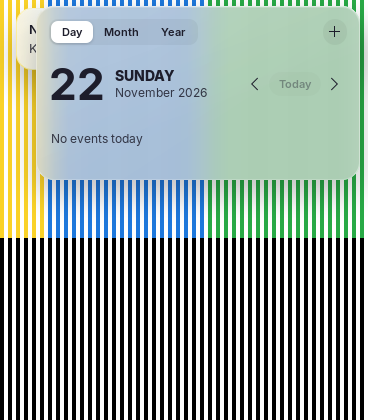 Day Month Year +
22 SUNDAY
November 2026
Today
No events today